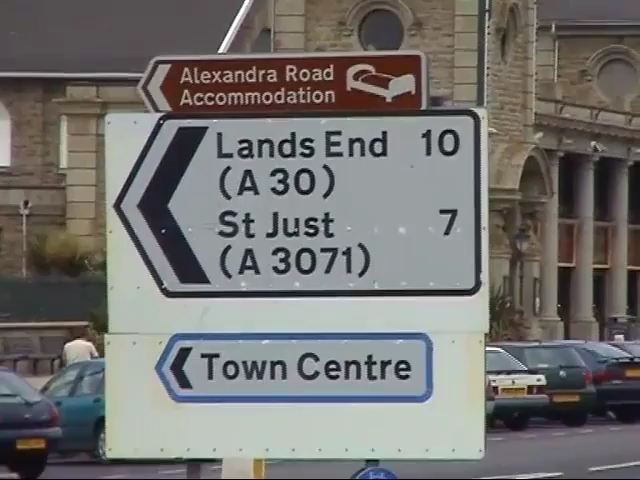 Alexandra Road
Accommodation
Lands End 10
(A 30)
St Just 7
(A 3071)
Town Centre